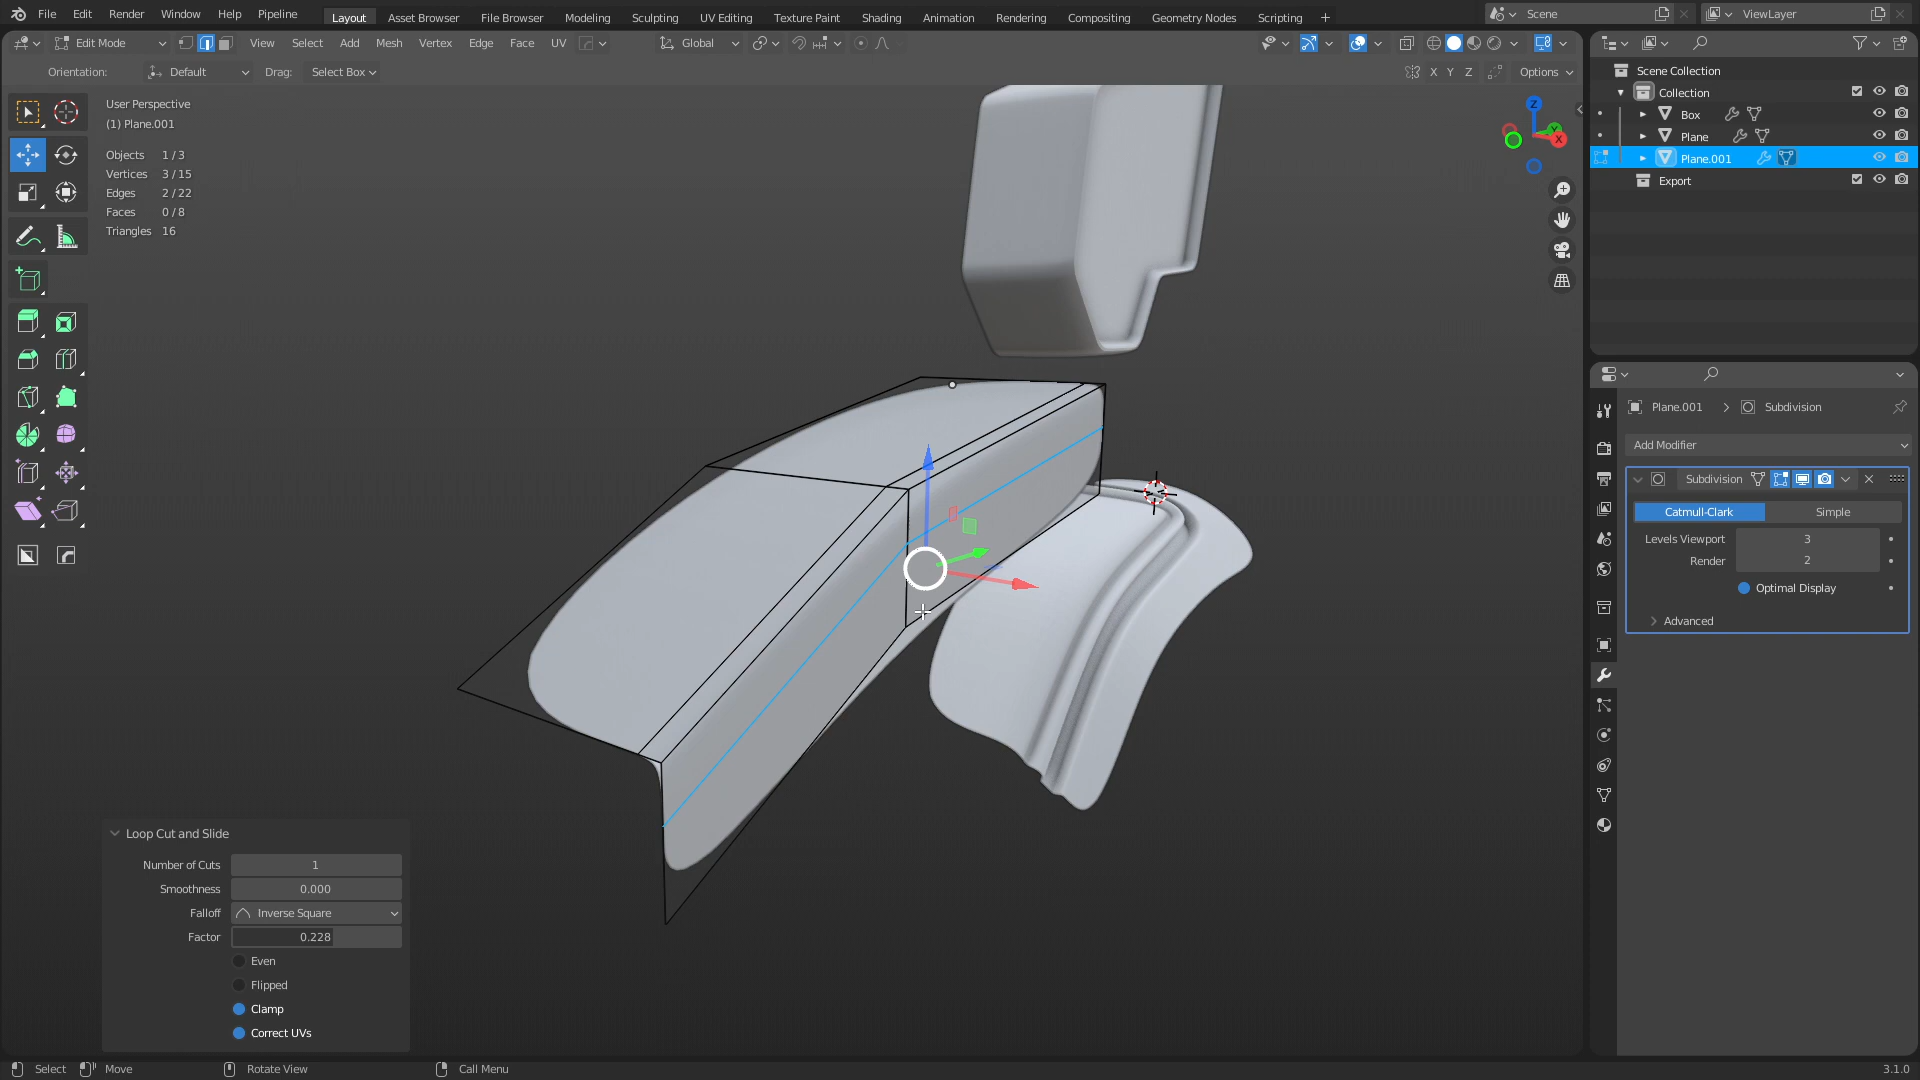 File Edit Render Window Help Pipeline Layout Asset Browser File Browser Modeling Sculpting UV Editing Texture Paint Shading Animation Rendering Compositing Geometry Nodes Scripting + Scene ViewLayer
Edit Mode View Select Add Mesh Vertex Edge Face UV Global
Orientation: Default Drag: Select Box X Y Z Options
User Perspective
(1) Plane.001
Objects 1 / 3
Vertices 3 / 15
Edges 2 / 22
Faces 0 / 8
Triangles 16
Z
Y
X
Scene Collection
Collection
Box
Plane
Plane.001
Export
Plane.001 > Subdivision
Add Modifier
Subdivision
Catmull-Clark Simple
Levels Viewport 3
Render 2
Optimal Display
Advanced
Loop Cut and Slide
Number of Cuts 1
Smoothness 0.000
Falloff Inverse Square
Factor 0.228
Even
Flipped
Clamp
Correct UVs
Select Move Rotate View Call Menu 3.1.0